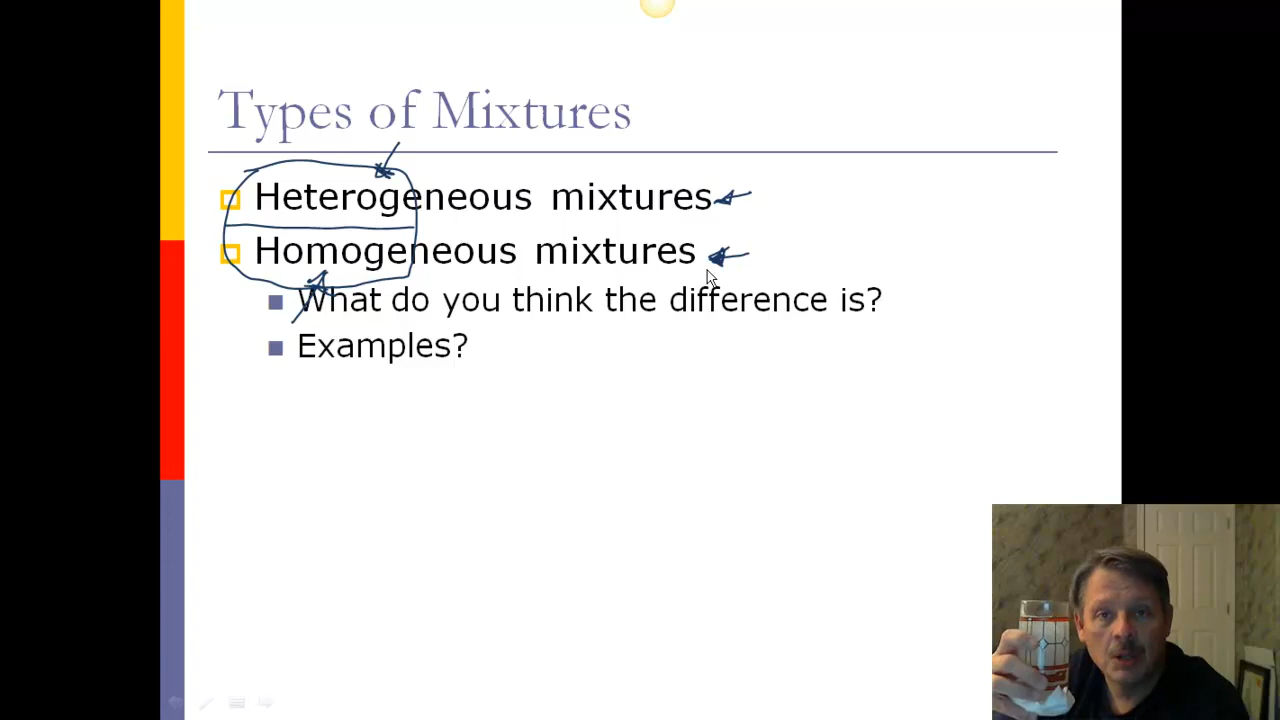 Types of Mixtures
Heterogeneous mixtures
Homogeneous mixtures
What do you think the difference is?
Examples?